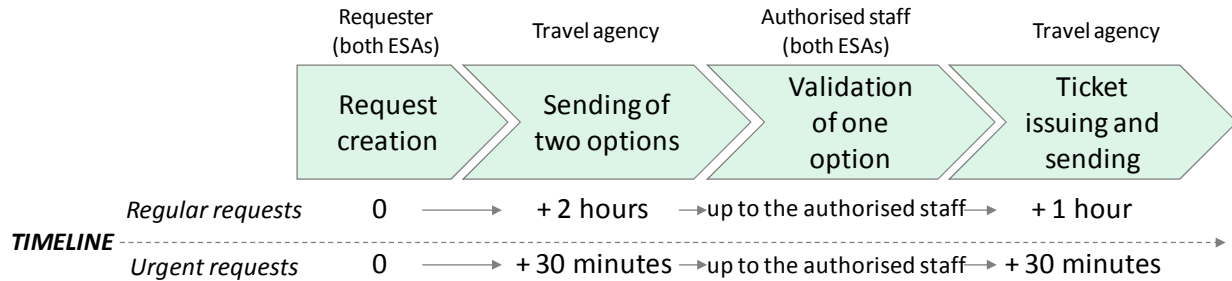 Requester
(both ESAs)
Travel agency
Authorised staff
(both ESAs)
Travel agency
Request
creation
Sending of
two options
Validation
of one
option
Ticket
issuing and
sending
Regular requests 0 + 2 hours up to the authorised staff + 1 hour
TIMELINE
Urgent requests 0 + 30 minutes up to the authorised staff + 30 minutes